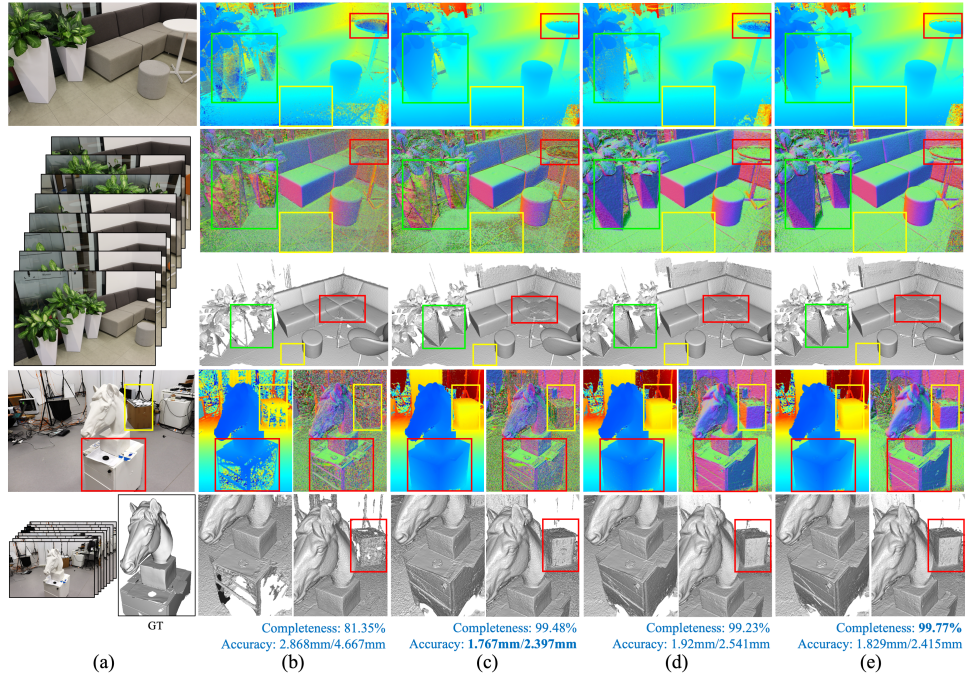 GT
Completeness: 81.35%
Accuracy: 2.868mm/4.667mm
Completeness: 99.48%
Accuracy: 1.767mm/2.397mm
Completeness: 99.23%
Accuracy: 1.92mm/2.541mm
Completeness: 99.77%
Accuracy: 1.829mm/2.415mm
(a)
(b)
(c)
(d)
(e)